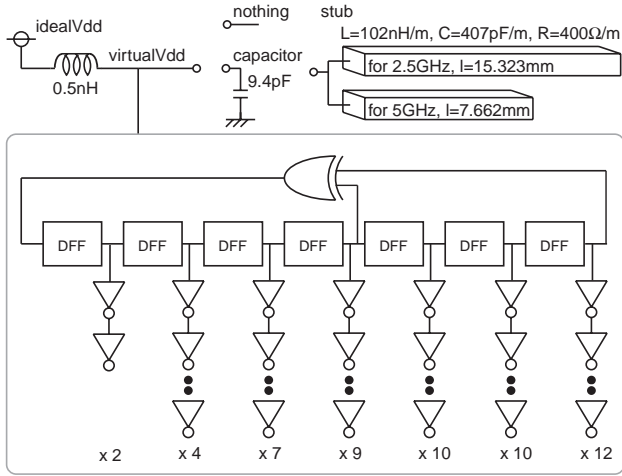 nothing
stub
idealVdd
L=102nH/m, C=407pF/m, R=400Ω/m
virtualVdd
capacitor
for 2.5GHz, l=15.323mm
0.5nH
9.4pF
for 5GHz, l=7.662mm
DFF DFF DFF DFF DFF DFF DFF
x 2 x 4 x 7 x 9 x 10 x 10 x 12